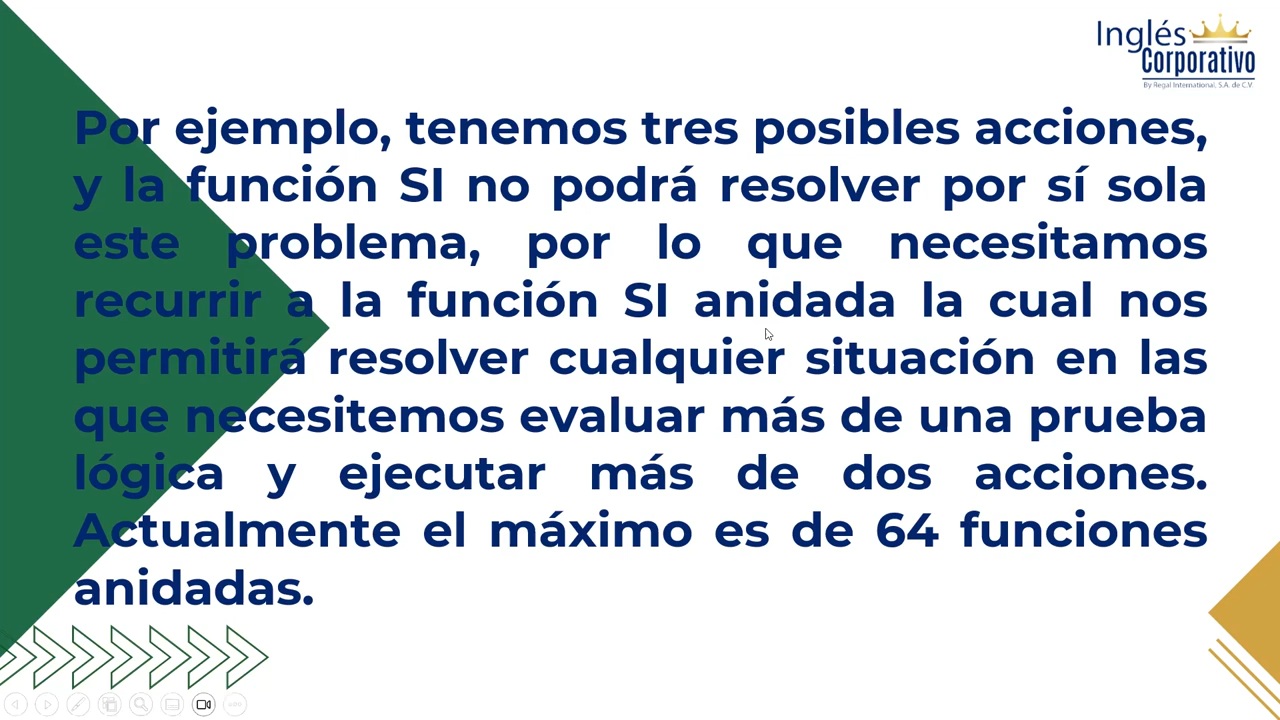 Inglés
Corporativo
By Regal International, S.A. de C.V.
Por ejemplo, tenemos tres posibles acciones,
y la función SI no podrá resolver por sí sola
este problema, por lo que necesitamos
recurrir a la función SI anidada la cual nos
permitirá resolver cualquier situación en las
que necesitemos evaluar más de una prueba
lógica y ejecutar más de dos acciones.
Actualmente el máximo es de 64 funciones
anidadas.